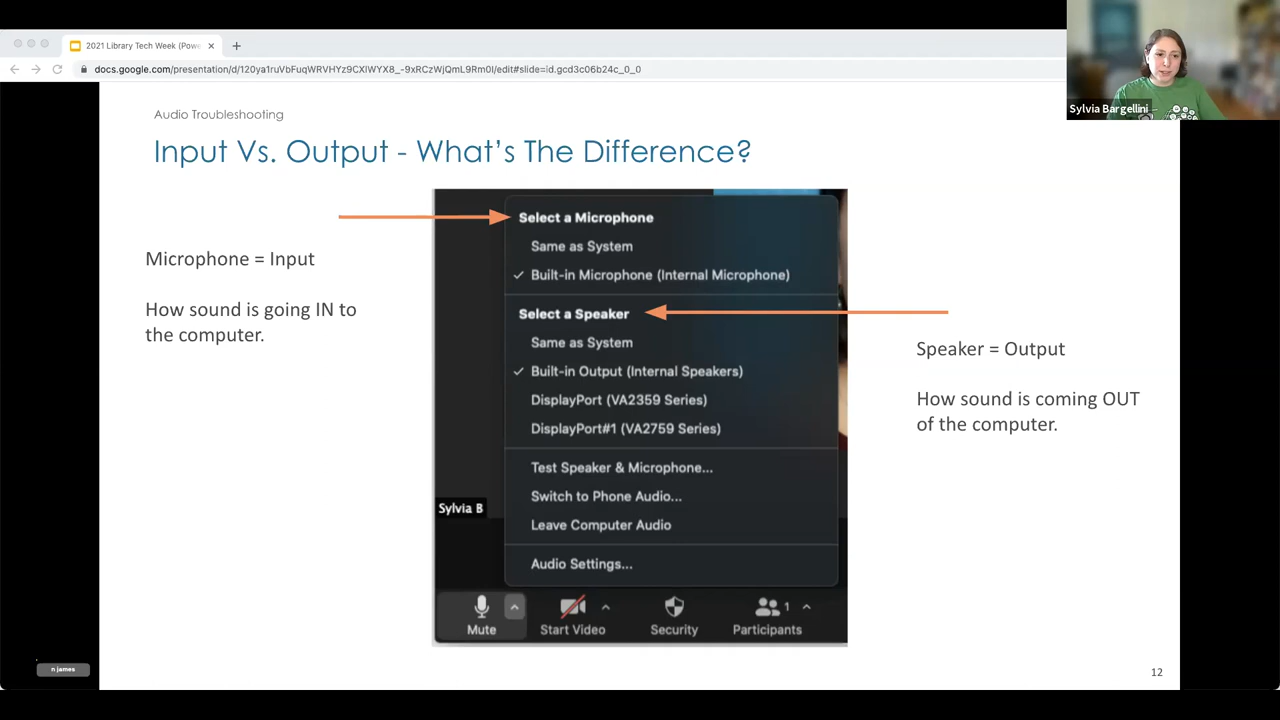 2021 Library Tech Week (Powe
docs.google.com/presentation/d/120ya1ruVbFuqWRVHYz9CXlWYX8_-9xRCzWjQmL9Rm0I/edit#slide=id.gcd3c06b24c_0_0
Sylvia Bargellini
Audio Troubleshooting
Input Vs. Output - What's The Difference?
Microphone = Input
How sound is going IN to
the computer.
Select a Microphone
Same as System
✓ Built-in Microphone (Internal Microphone)
Select a Speaker
Same as System
✓ Built-in Output (Internal Speakers)
DisplayPort (VA2359 Series)
DisplayPort#1 (VA2759 Series)
Test Speaker & Microphone...
Switch to Phone Audio...
Leave Computer Audio
Audio Settings...
Sylvia B
Mute
Start Video
Security
1
Participants
Speaker = Output
How sound is coming OUT
of the computer.
n james
12